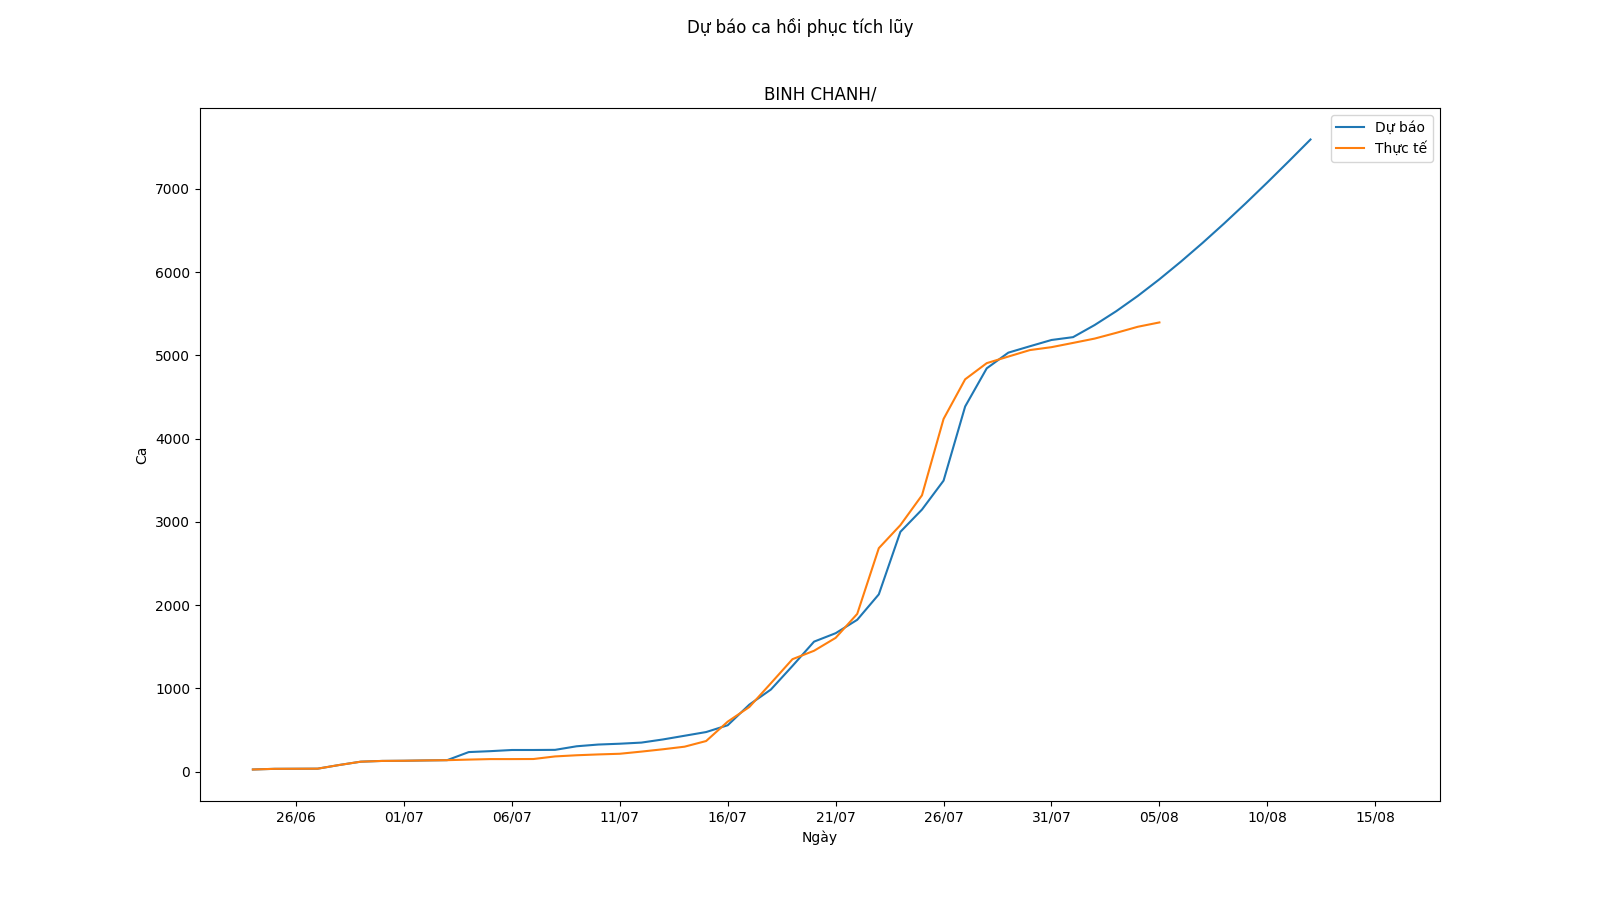 Dự báo ca hồi phục tích lũy
BINH CHANH/
Dự báo
Thực tế
7000
6000
5000
4000
3000
2000
1000
0
Ca
26/06 01/07 06/07 11/07 16/07 21/07 26/07 31/07 05/08 10/08 15/08
Ngày